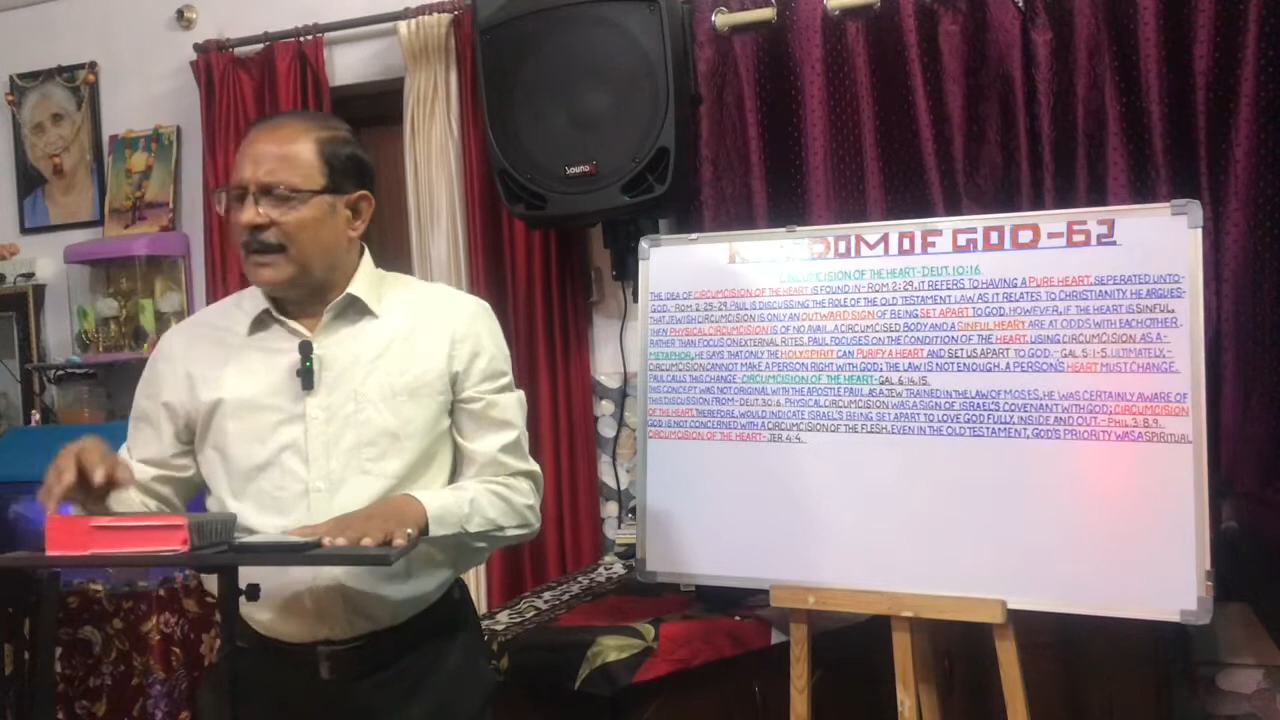 KINGDOM OF GOD-62
CIRCUMCISION OF THE HEART-DEUT.10:16.
THE IDEA OF CIRCUMCISION OF THE HEART IS FOUND IN-ROM.2:29. IT REFERS TO HAVING A PURE HEART, SEPERATED UNTO-
GOD.-ROM.2:25-29. PAUL IS DISCUSSING THE ROLE OF THE OLD TESTAMENT LAW AS IT RELATES TO CHRISTIANITY. HE ARGUES-
THAT JEWISH CIRCUMCISION IS ONLY AN OUTWARD SIGN OF BEING SET APART TO GOD. HOWEVER, IF THE HEART IS SINFUL,
THEN PHYSICAL CIRCUMCISION IS OF NO AVAIL. A CIRCUMCISED BODY AND A SINFUL HEART ARE AT ODDS WITH EACH OTHER.
RATHER THAN FOCUS ON EXTERNAL RITES, PAUL FOCUSES ON THE CONDITION OF THE HEART. USING CIRCUMCISION AS A-
METAPHOR, HE SAYS THAT ONLY THE HOLY SPIRIT CAN PURIFY A HEART AND SET US APART TO GOD.-GAL.5:1-5. ULTIMATELY,-
CIRCUMCISION CANNOT MAKE A PERSON RIGHT WITH GOD; THE LAW IS NOT ENOUGH. A PERSON'S HEART MUST CHANGE.
PAUL CALLS THIS CHANGE-CIRCUMCISION OF THE HEART-GAL.6:14,15.
THIS CONCEPT WAS NOT ORIGINAL WITH THE APOSTLE PAUL. AS A JEW TRAINED IN THE LAW OF MOSES, HE WAS CERTAINLY AWARE OF
THIS DISCUSSION FROM-DEUT.30:6. PHYSICAL CIRCUMCISION WAS A SIGN OF ISRAEL'S COVENANT WITH GOD; CIRCUMCISION
OF THE HEART, THEREFORE, WOULD INDICATE ISRAEL'S BEING SET APART TO LOVE GOD FULLY, INSIDE AND OUT.-PHIL.3:8,9.
GOD IS NOT CONCERNED WITH A CIRCUMCISION OF THE FLESH. EVEN IN THE OLD TESTAMENT, GOD'S PRIORITY WAS A SPIRITUAL
CIRCUMCISION OF THE HEART-JER.4:4.